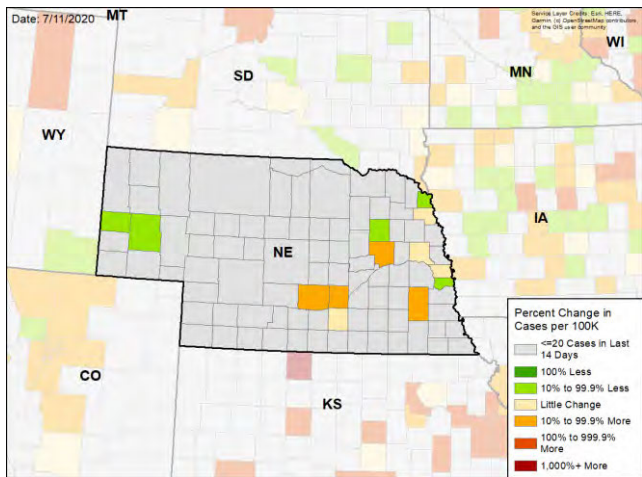 Date: 7/11/2020
MT
Service Layer Credits: Esri, HERE,
Garmin, (c) OpenStreetMap contributors,
and the GIS user community
WI
SD
MN
WY
IA
NE
CO
KS
Percent Change in
Cases per 100K
<=20 Cases in Last
14 Days
100% Less
10% to 99.9% Less
Little Change
10% to 99.9% More
100% to 999.9%
More
1,000%+ More